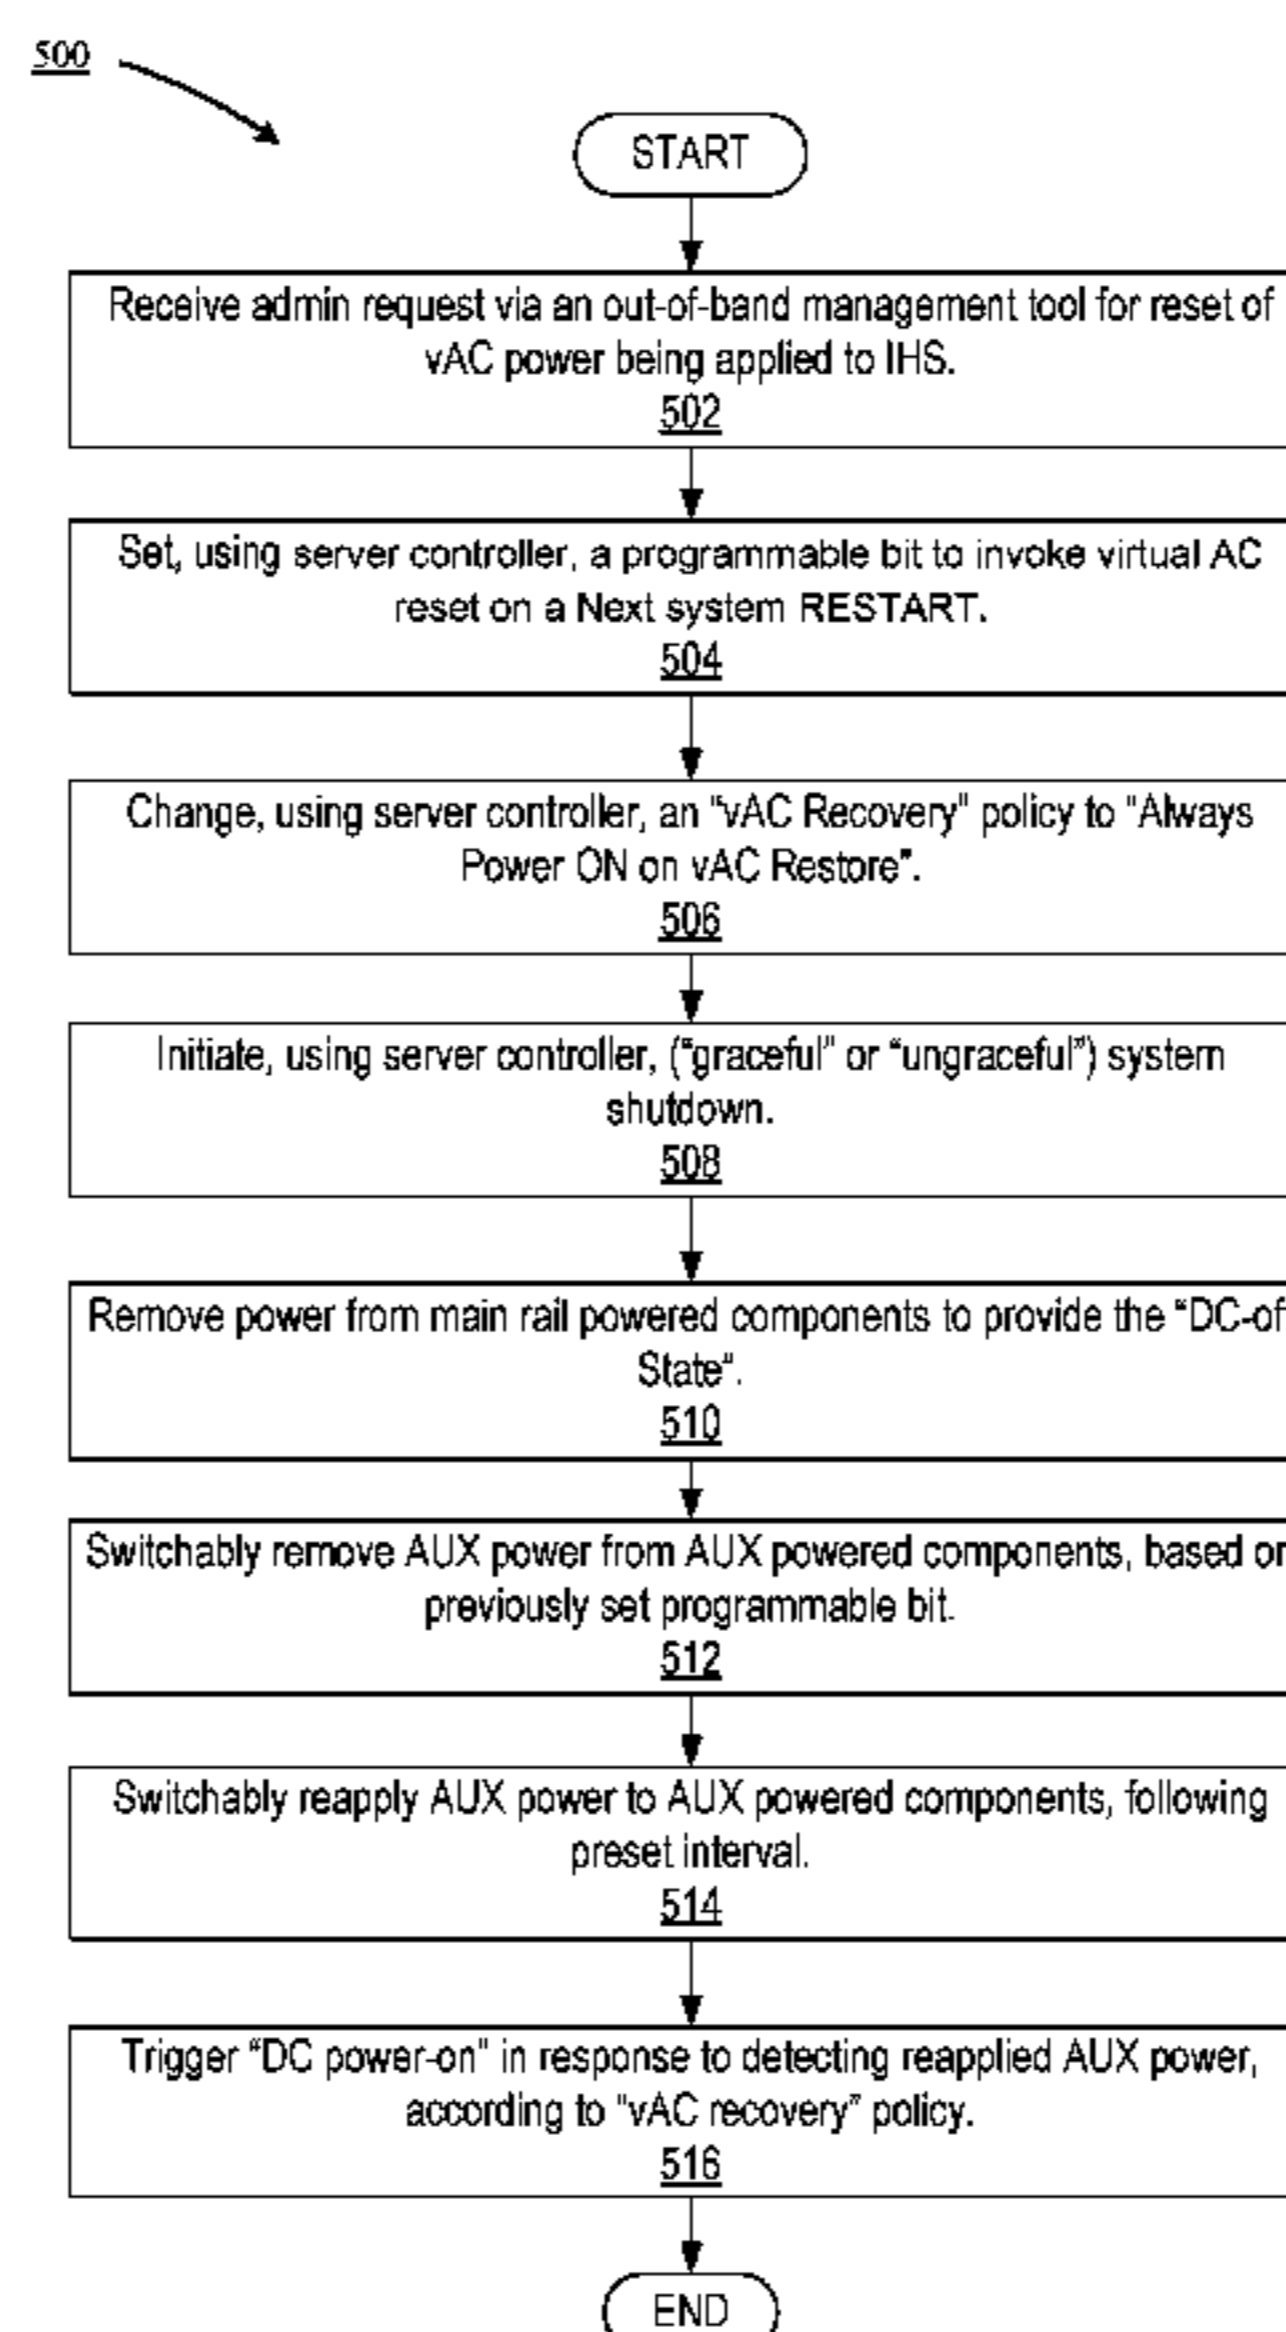 500
START
Receive admin request via an out-of-band management tool for reset of
vAC power being applied to IHS.
502
Set, using server controller, a programmable bit to invoke virtual AC
reset on a Next system RESTART.
504
Change, using server controller, an "vAC Recovery" policy to "Always
Power ON on vAC Restore".
506
Initiate, using server controller, ("graceful" or "ungraceful") system
shutdown.
508
Remove power from main rail powered components to provide the "DC-of
State".
510
Switchably remove AUX power from AUX powered components, based on
previously set programmable bit.
512
Switchably reapply AUX power to AUX powered components, following
preset interval.
514
Trigger "DC power-on" in response to detecting reapplied AUX power,
according to "vAC recovery" policy.
516
END